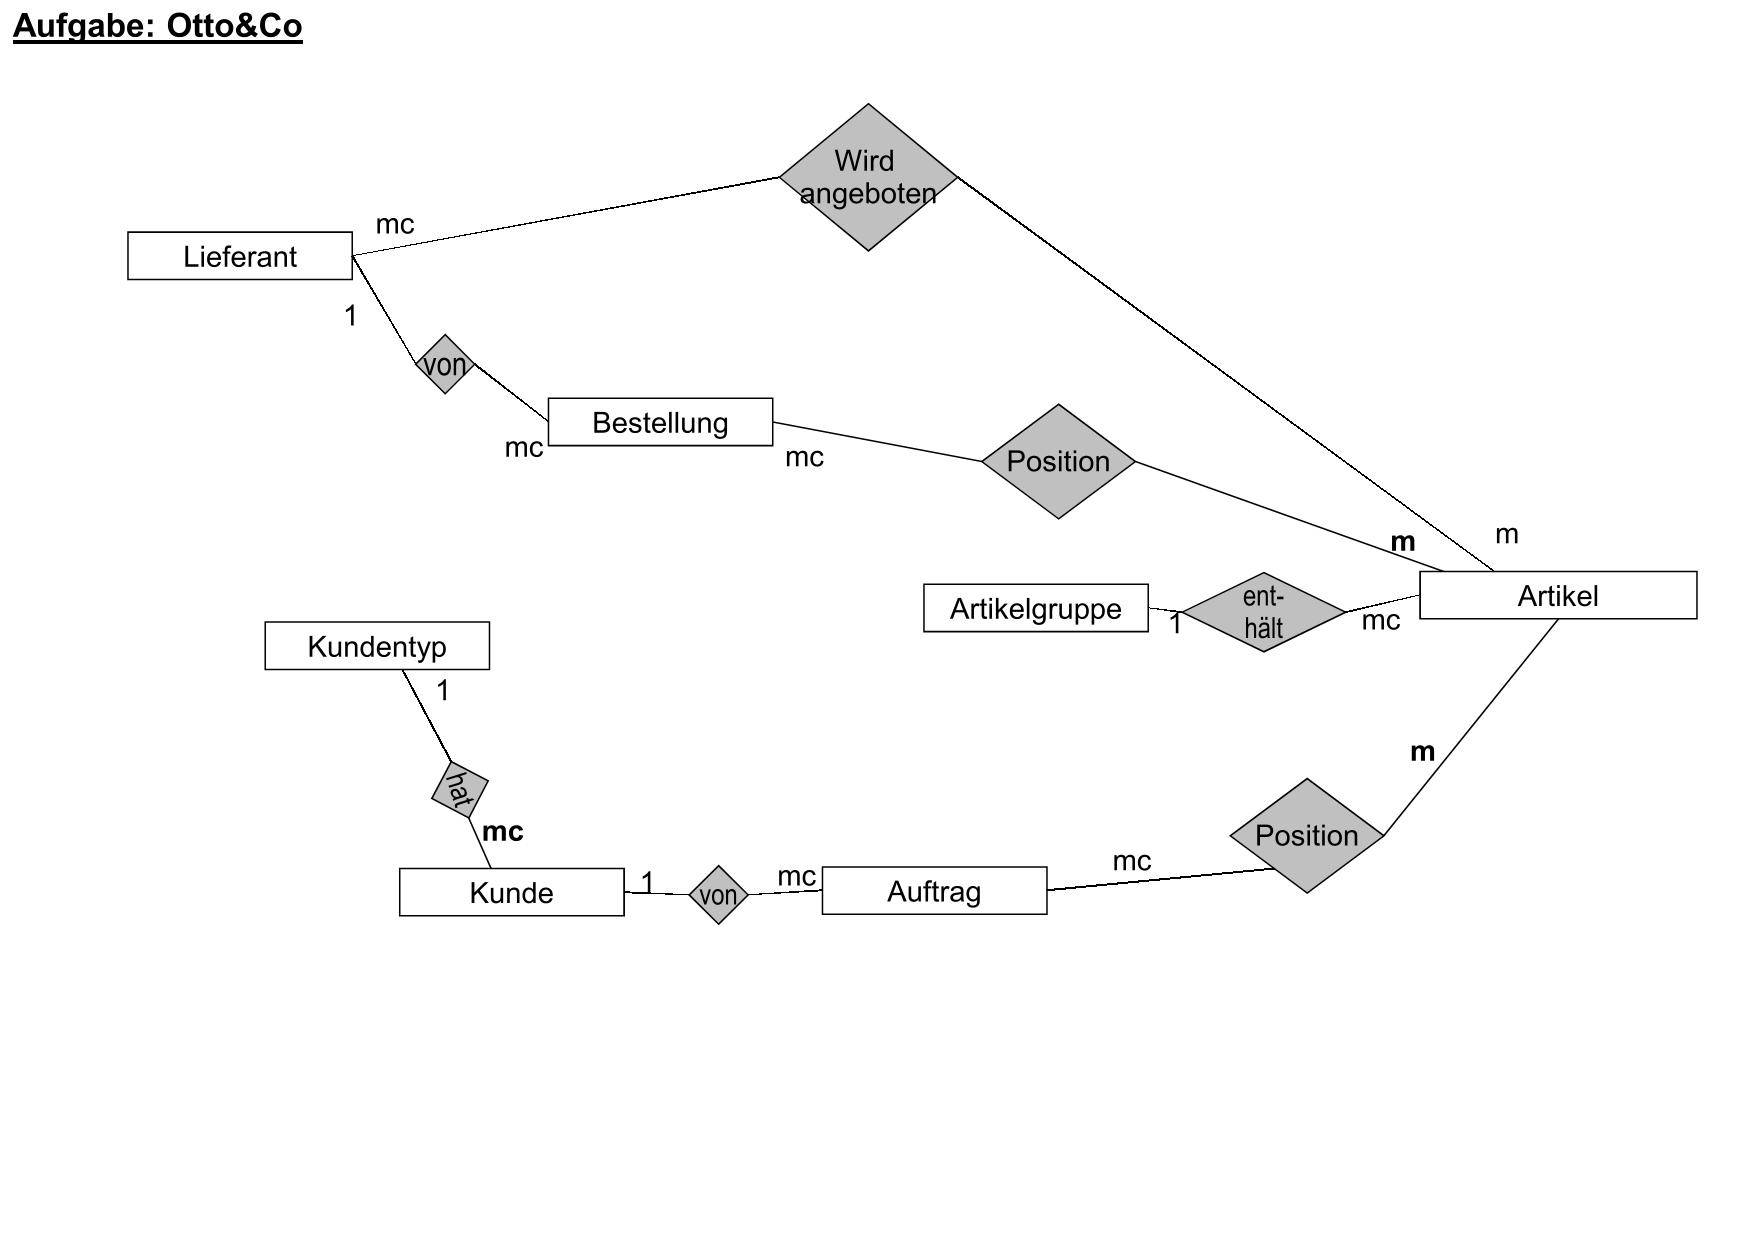 Aufgabe: Otto&Co
Wird
angeboten
mc
Lieferant
1
von
Bestellung
mc
mc
Position
m
m
Artikelgruppe
1
ent-
hält
mc
Artikel
Kundentyp
1
hat
mc
m
Position
Kunde
1
von
mc
Auftrag
mc